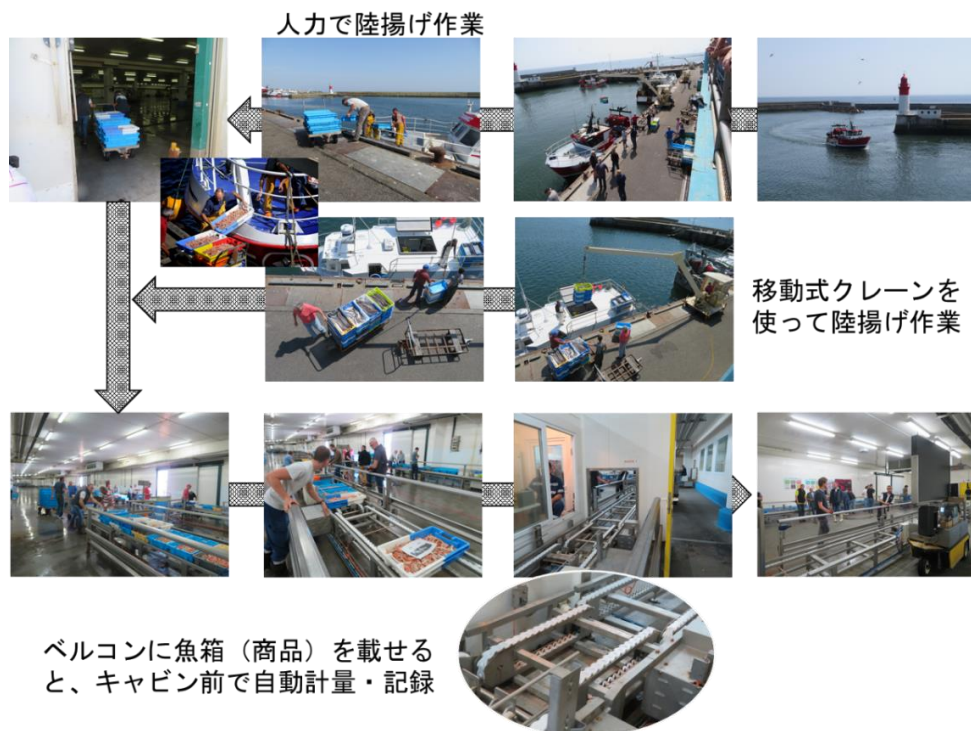 人力で陸揚げ作業
移動式クレーンを
使って陸揚げ作業
ベルコンに魚箱（商品）を載せる
と、キャビン前で自動計量・記録